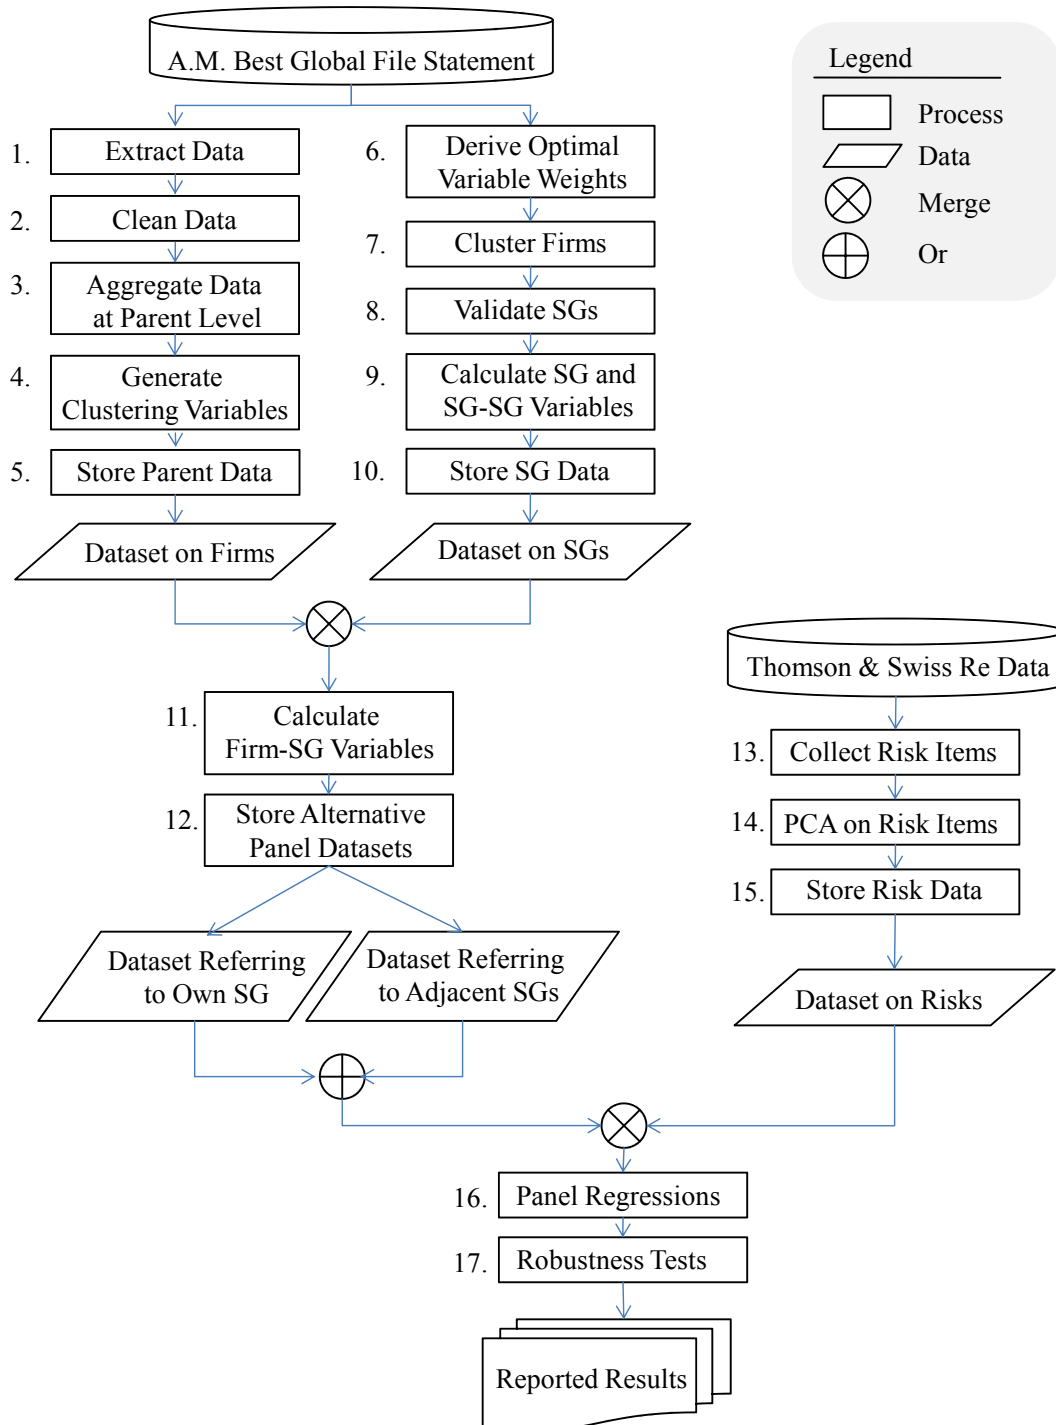 A.M. Best Global File Statement
Legend
Process
Data
Merge
Or
1.
Extract Data
2.
Clean Data
3.
Aggregate Data
at Parent Level
4.
Generate
Clustering Variables
5.
Store Parent Data
Dataset on Firms
6.
Derive Optimal
Variable Weights
7.
Cluster Firms
8.
Validate SGs
9.
Calculate SG and
SG-SG Variables
10.
Store SG Data
Dataset on SGs
11.
Calculate
Firm-SG Variables
12.
Store Alternative
Panel Datasets
Dataset Referring
to Own SG
Dataset Referring
to Adjacent SGs
Thomson & Swiss Re Data
13.
Collect Risk Items
14.
PCA on Risk Items
15.
Store Risk Data
Dataset on Risks
16.
Panel Regressions
17.
Robustness Tests
Reported Results